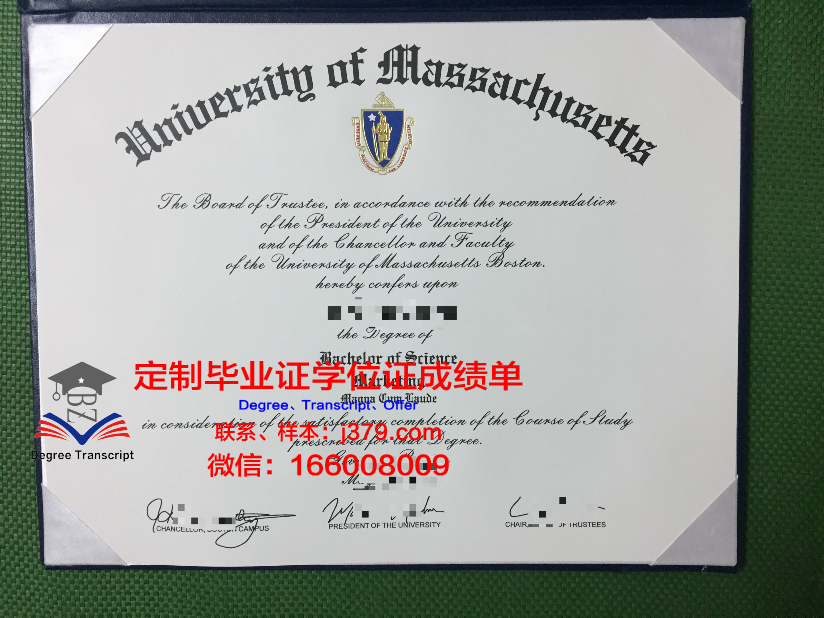 University of Massachusetts
The Board of Trustee, in accordance with the recommendation
of the President of the University
and of the Chancellor and Faculty
of the University of Massachusetts Boston.
hereby confers upon
the Degree of
Bachelor of Science
定制毕业证学位证成绩单
Marketing
Magna Cum Laude
Degree、Transcript、Offer
in consideration of the satisfactory completion of the Course of Study
联系、样本：j379.com
prescribed for that Degree.
BZ
Degree Transcript
微信：166008009
CHANCELLOR, BOSTON CAMPUS
PRESIDENT OF THE UNIVERSITY
CHAIR OF TRUSTEES